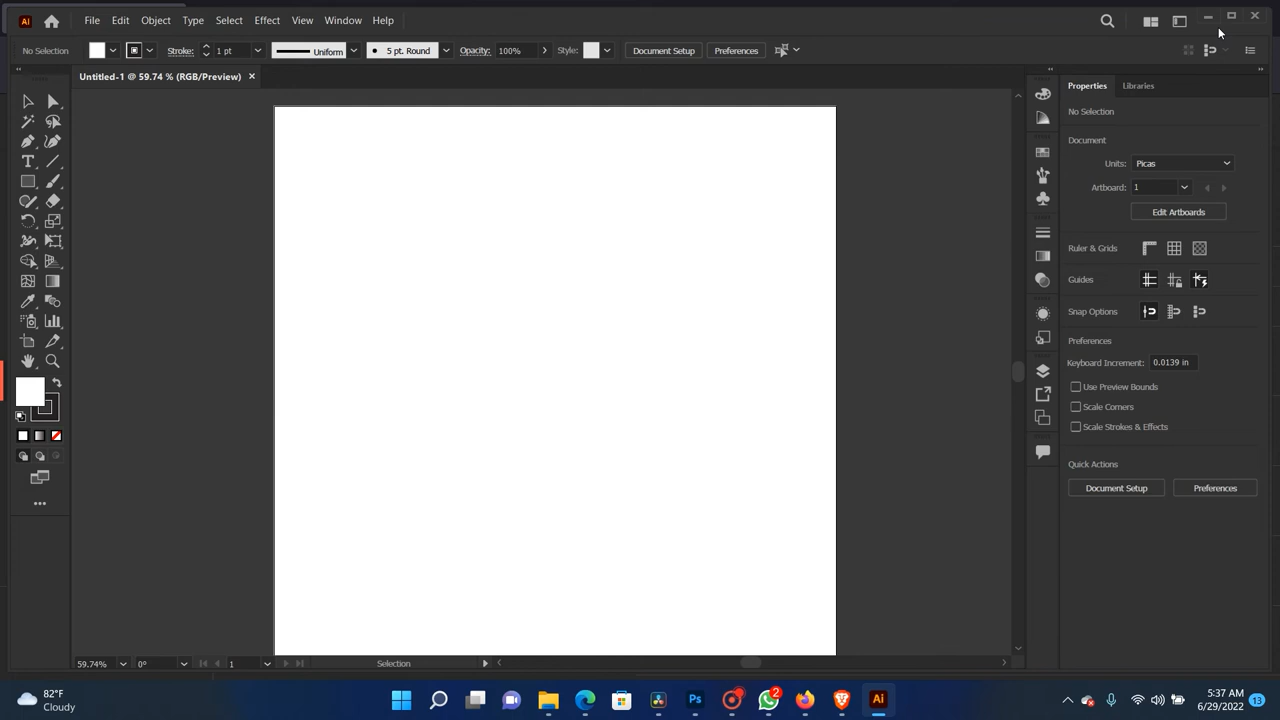 Ai File Edit Object Type Select Effect View Window Help
No Selection Stroke: 1 pt Uniform 5 pt. Round Opacity: 100% Style: Document Setup Preferences
Untitled-1 @ 59.74 % (RGB/Preview) ×
Properties Libraries
No Selection
Document
Units: Picas
Artboard: 1
Edit Artboards
Ruler & Grids
Guides
Snap Options
Preferences
Keyboard Increment: 0.0139 in
Use Preview Bounds
Scale Corners
Scale Strokes & Effects
Quick Actions
Document Setup Preferences
59.74% 0° 1 Selection
82°F
Cloudy
Ps 2 Ai
5:37 AM
6/29/2022 13